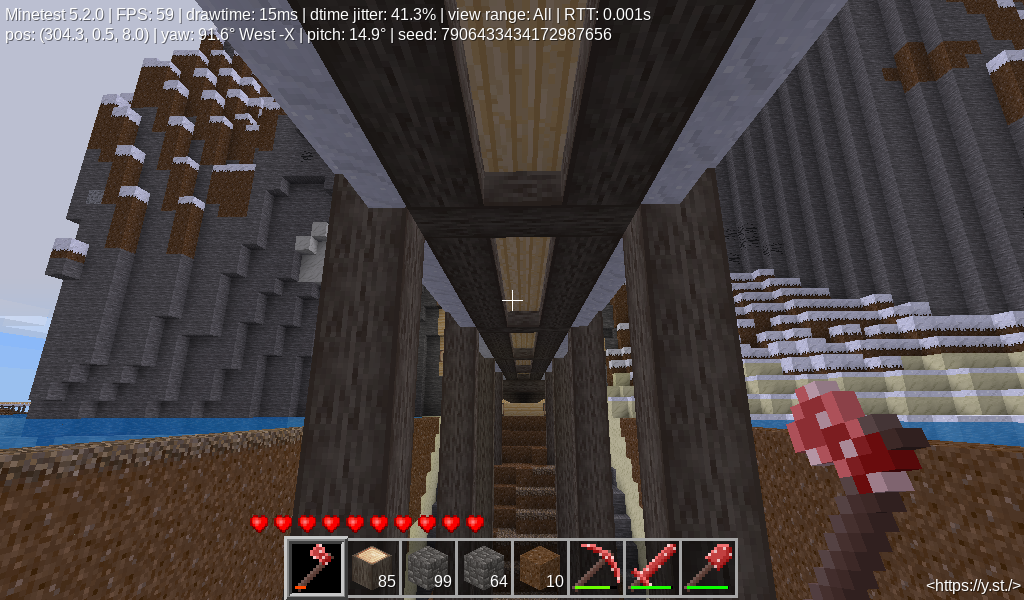 Minetest 5.2.0 | FPS: 59 | drawtime: 15ms | dtime jitter: 41.3% | view range: All | RTT: 0.001s
pos: (304.3, 0.5, 8.0) | yaw: 91.6° West -X | pitch: 14.9° | seed: 7906433434172987656
85 99 64 10
<https://y.st./>